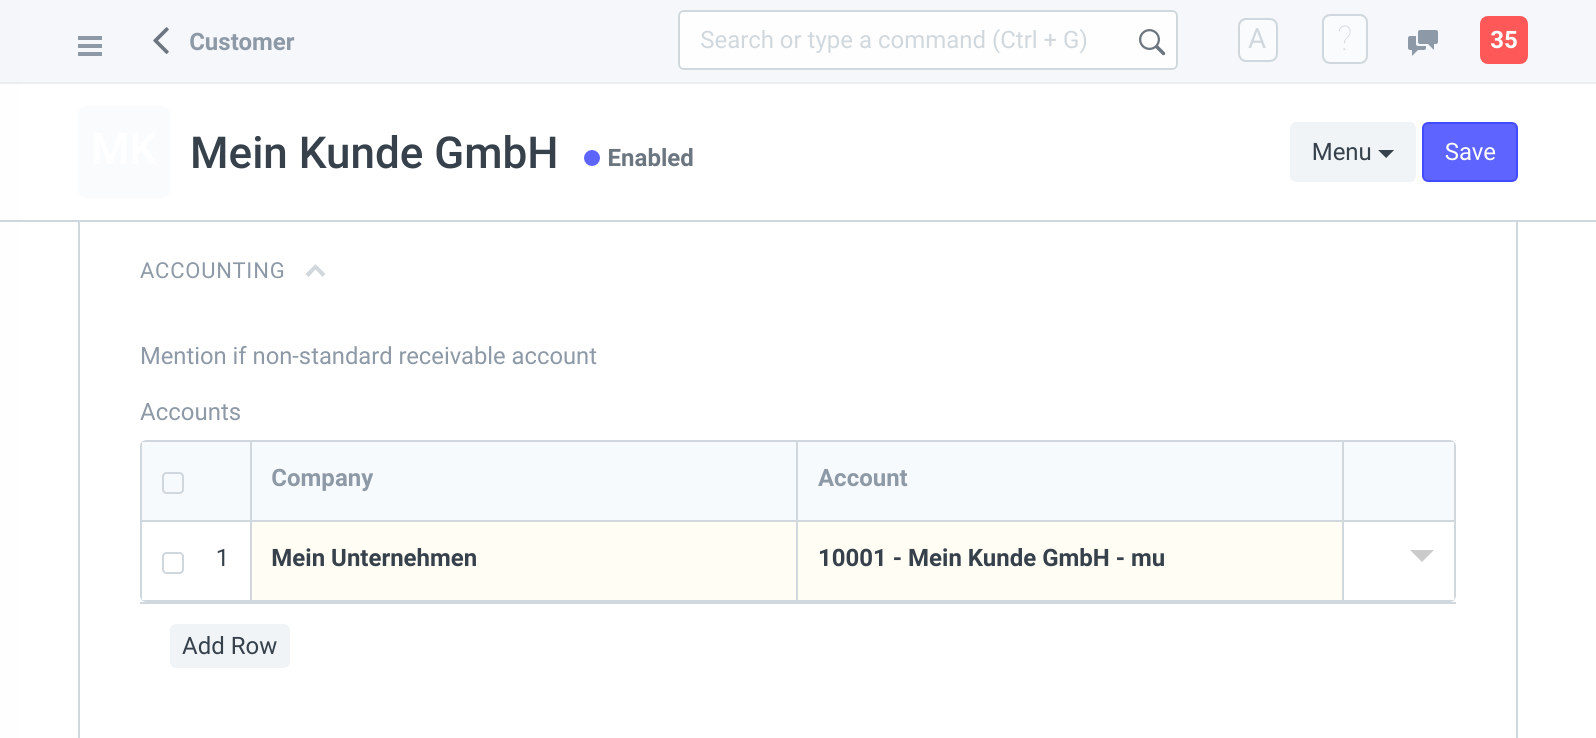 Customer
Search or type a command (Ctrl + G)
A
?
35
MK
Mein Kunde GmbH
Enabled
Menu
Save
ACCOUNTING
Mention if non-standard receivable account
Accounts
Company Account
1 Mein Unternehmen 10001 - Mein Kunde GmbH - mu
Add Row